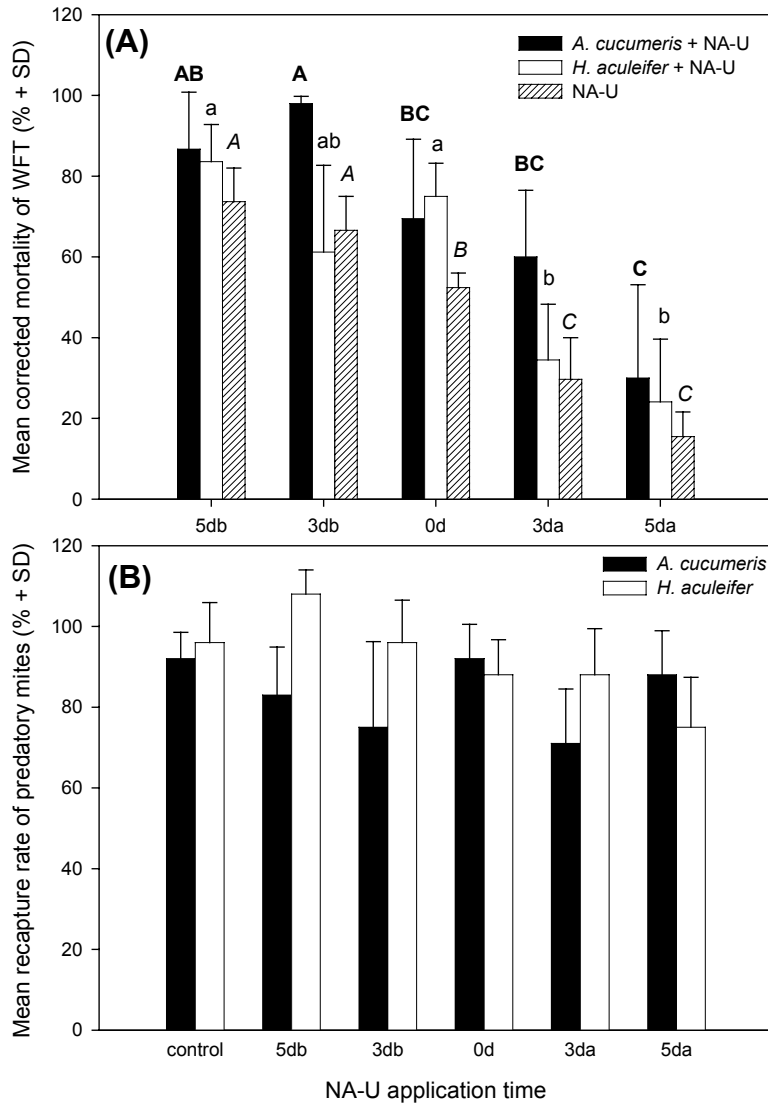 (A)
A. cucumeris + NA-U
H. aculeifer + NA-U
NA-U
Mean corrected mortality of WFT (% + SD)
120
100
80
60
40
20
0
AB a A
A ab A
BC a B
BC b C
C b C
5db 3db 0d 3da 5da
(B)
A. cucumeris
H. aculeifer
Mean recapture rate of predatory mites (% + SD)
120
100
80
60
40
20
0
control 5db 3db 0d 3da 5da
NA-U application time